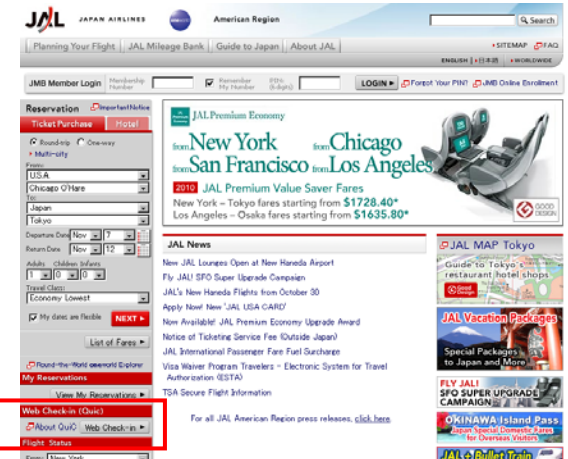 JAL JAPAN AIRLINES
American Region
Search
Planning Your Flight | JAL Mileage Bank | Guide to Japan | About JAL
SITEMAP FAQ
ENGLISH 日本語 WORLDWIDE
JMB Member Login
Membership Number
Remember My Number
PIN: (6-digits)
LOGIN
Forgot Your PIN?
JMB Online Enrolment
Reservation
Important Notice
Ticket Purchase
Hotel
Round-trip One-way
Multi-city
From:
U.S.A
Chicago O'Hare
To:
Japan
Tokyo
Departure Date Nov 7
Return Date Nov 12
Adults Children Infants
1 0 0
Travel Class:
Economy Lowest
My dates are flexible NEXT
List of Fares
Round-the-World oneworld Explorer
My Reservations
View My Reservations
Web Check-in (Quic)
About QuiC Web Check-in
Flight Status
From New York
JAL Premium Economy
from New York from Chicago
from San Francisco from Los Angeles
2010 JAL Premium Value Saver Fares
New York - Tokyo fares starting from $1728.40*
Los Angeles - Osaka fares starting from $1635.80*
GOOD DESIGN
JAL News
New JAL Lounges Open at New Haneda Airport
Fly JAL! SFO Super Upgrade Campaign
JAL's New Haneda Flights from October 30
Apply Now! New 'JAL USA CARD'
Now Available! JAL Premium Economy Upgrade Award
Notice of Ticketing Service Fee (Outside Japan)
JAL International Passenger Fare Fuel Surcharge
Visa Waiver Program Travelers - Electronic System for Travel
Authorization (ESTA)
TSA Secure Flight Information
For all JAL American Region press releases, click here.
JAL MAP Tokyo
Guide to Tokyo's
restaurant hotel shops
Good Design
JAL Vacation Packages
Special Packages
to Japan and More
FLY JAL!
SFO SUPER UPGRADE
CAMPAIGN
OKINAWA Island Pass
Japan Special Domestic Fares
for Overseas Visitors
JAL + Bullet Train